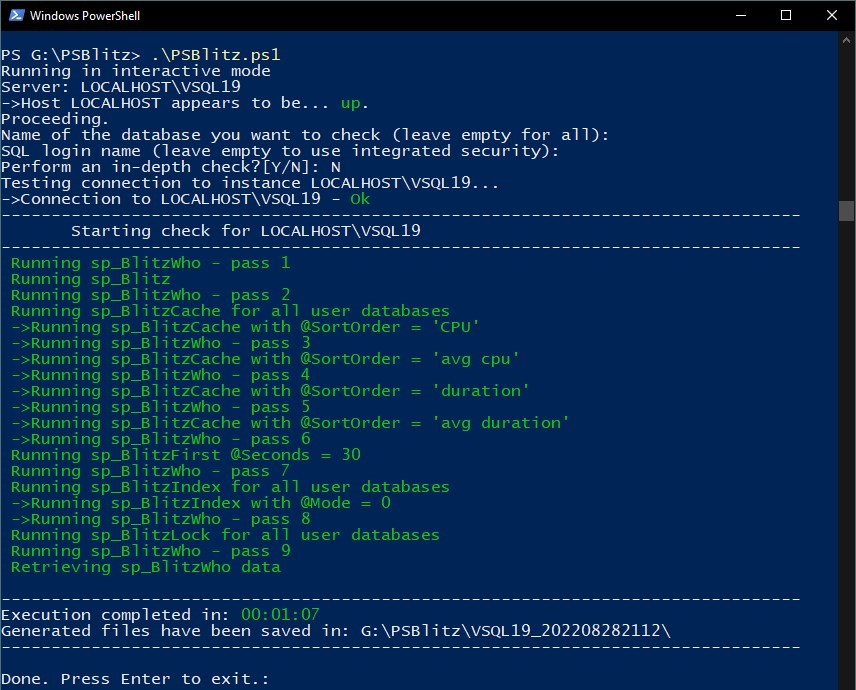 Windows PowerShell
PS G:\PSBlitz> .\PSBlitz.ps1
Running in interactive mode
Server: LOCALHOST\VSQL19
->Host LOCALHOST appears to be... up.
Proceeding.
Name of the database you want to check (leave empty for all):
SQL login name (leave empty to use integrated security):
Perform an in-depth check?[Y/N]: N
Testing connection to instance LOCALHOST\VSQL19...
->Connection to LOCALHOST\VSQL19 - Ok
--------------------------------------------------------------------------------
Starting check for LOCALHOST\VSQL19
--------------------------------------------------------------------------------
Running sp_BlitzWho - pass 1
Running sp_Blitz
Running sp_BlitzWho - pass 2
Running sp_BlitzCache for all user databases
->Running sp_BlitzCache with @SortOrder = 'CPU'
->Running sp_BlitzWho - pass 3
->Running sp_BlitzCache with @SortOrder = 'avg cpu'
->Running sp_BlitzWho - pass 4
->Running sp_BlitzCache with @SortOrder = 'duration'
->Running sp_BlitzWho - pass 5
->Running sp_BlitzCache with @SortOrder = 'avg duration'
->Running sp_BlitzWho - pass 6
Running sp_BlitzFirst @Seconds = 30
Running sp_BlitzWho - pass 7
Running sp_BlitzIndex for all user databases
->Running sp_BlitzIndex with @Mode = 0
->Running sp_BlitzWho - pass 8
Running sp_BlitzLock for all user databases
Running sp_BlitzWho - pass 9
Retrieving sp_BlitzWho data
--------------------------------------------------------------------------------
Execution completed in: 00:01:07
Generated files have been saved in: G:\PSBlitz\VSQL19_202208282112\
--------------------------------------------------------------------------------
Done. Press Enter to exit.: